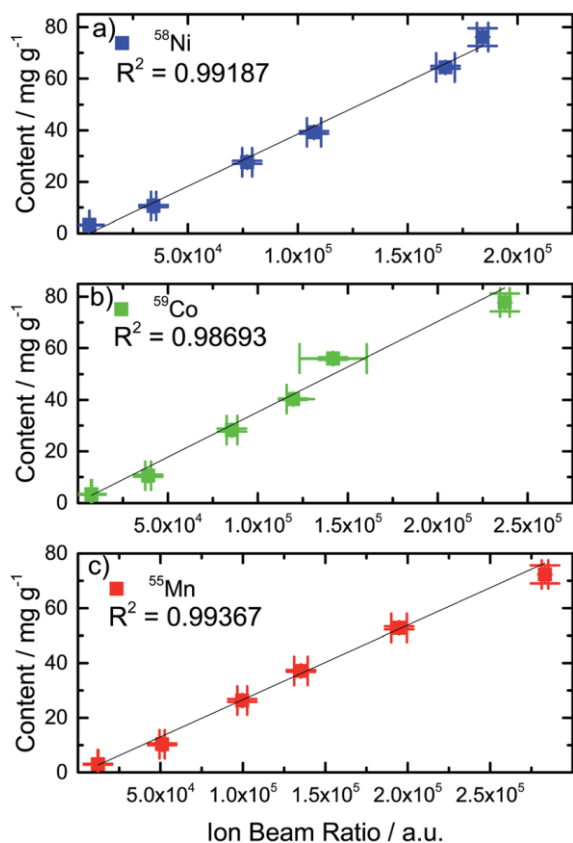 a)
⁵⁸Ni
R² = 0.99187
Content / mg g⁻¹
80
60
40
20
0
5.0x10⁴ 1.0x10⁵ 1.5x10⁵ 2.0x10⁵
b)
⁵⁹Co
R² = 0.98693
Content / mg g⁻¹
80
60
40
20
0
5.0x10⁴ 1.0x10⁵ 1.5x10⁵ 2.0x10⁵ 2.5x10⁵
c)
⁵⁵Mn
R² = 0.99367
Content / mg g⁻¹
80
60
40
20
0
5.0x10⁴ 1.0x10⁵ 1.5x10⁵ 2.0x10⁵ 2.5x10⁵
Ion Beam Ratio / a.u.